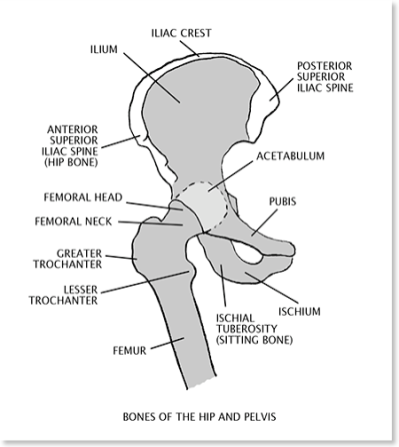 ILIAC CREST
ILIUM
POSTERIOR
SUPERIOR
ILIAC SPINE
ANTERIOR
SUPERIOR
ILIAC SPINE
(HIP BONE)
ACETABULUM
FEMORAL HEAD
PUBIS
FEMORAL NECK
GREATER
TROCHANTER
LESSER
TROCHANTER
ISCHIUM
ISCHIAL
TUBEROSITY
(SITTING BONE)
FEMUR
BONES OF THE HIP AND PELVIS